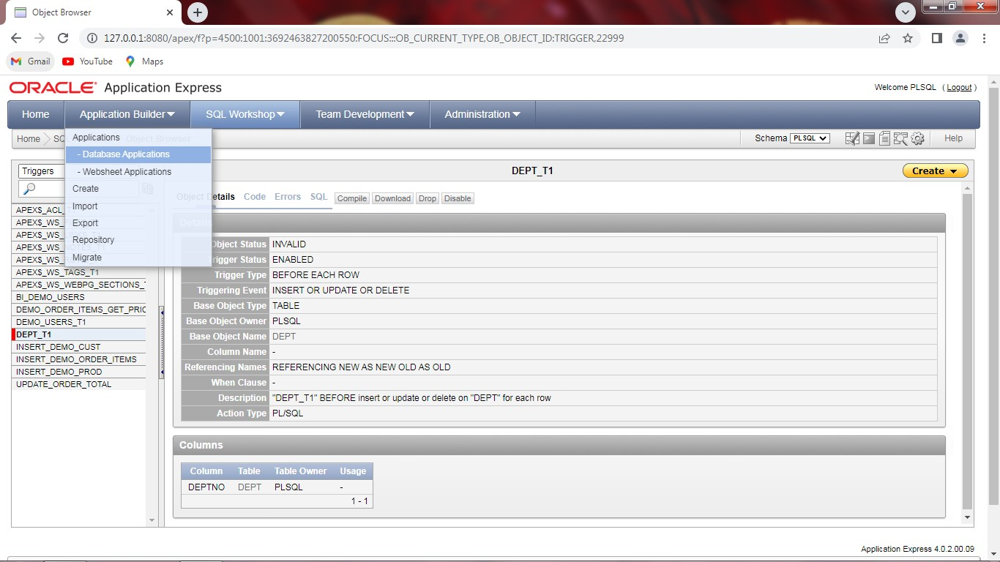 Object Browser
127.0.0.1:8080/apex/f?p=4500:1001:3692463827200550:FOCUS:::OB_CURRENT_TYPE,OB_OBJECT_ID:TRIGGER,22999
Gmail YouTube Maps
ORACLE Application Express
Welcome PLSQL ( Logout )
Home Application Builder SQL Workshop Team Development Administration
Home SQ Object Browser Schema PLSQL Help
Applications
- Database Applications
- Websheet Applications
Create
Import
Export
Repository
Migrate
Triggers
DEPT_T1 Create
Object Details Code Errors SQL Compile Download Drop Disable
APEX$_ACL_
APEX$_WS_
APEX$_WS_
APEX$_WS_
APEX$_WS_
APEX$_WS_TAGS_T1
APEX$_WS_WEBPG_SECTIONS_
BI_DEMO_USERS
DEMO_ORDER_ITEMS_GET_PRIC
DEMO_USERS_T1
DEPT_T1
INSERT_DEMO_CUST
INSERT_DEMO_ORDER_ITEMS
INSERT_DEMO_PROD
UPDATE_ORDER_TOTAL
Details
Object Status INVALID
Trigger Status ENABLED
Trigger Type BEFORE EACH ROW
Triggering Event INSERT OR UPDATE OR DELETE
Base Object Type TABLE
Base Object Owner PLSQL
Base Object Name DEPT
Column Name -
Referencing Names REFERENCING NEW AS NEW OLD AS OLD
When Clause -
Description "DEPT_T1" BEFORE insert or update or delete on "DEPT" for each row
Action Type PL/SQL
Columns
Column Table Table Owner Usage
DEPTNO DEPT PLSQL -
1 - 1
Application Express 4.0.2.00.09